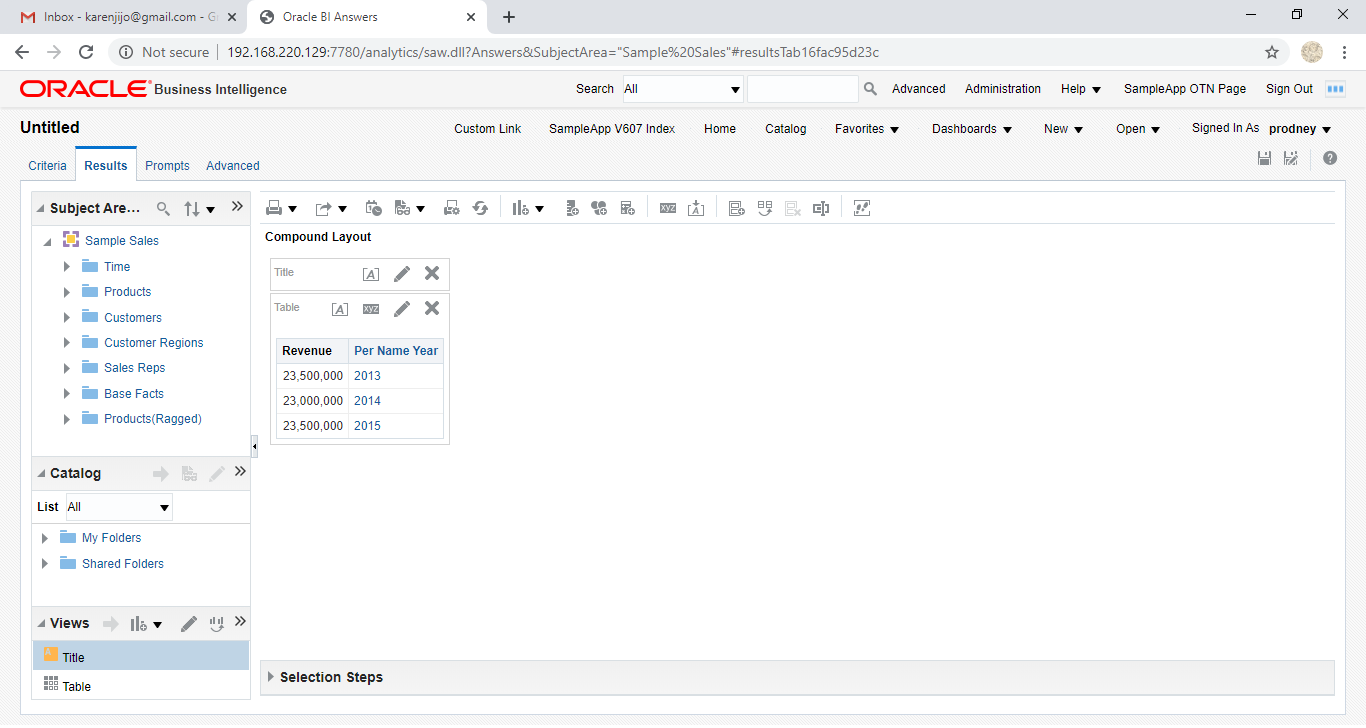 Inbox - karenjijo@gmail.com - G
Oracle BI Answers
Not secure
192.168.220.129:7780/analytics/saw.dll?Answers&SubjectArea="Sample%20Sales"#resultsTab16fac95d23c
ORACLE Business Intelligence
Search All
Advanced Administration Help SampleApp OTN Page Sign Out
Untitled
Custom Link SampleApp V607 Index Home Catalog Favorites Dashboards New Open Signed In As prodney
Criteria Results Prompts Advanced
Subject Are...
Sample Sales
Time
Products
Customers
Customer Regions
Sales Reps
Base Facts
Products(Ragged)
Catalog
List All
My Folders
Shared Folders
Views
Title
Table
xyz A
Compound Layout
Title A
Table A xyz
Revenue Per Name Year
23,500,000 2013
23,000,000 2014
23,500,000 2015
Selection Steps